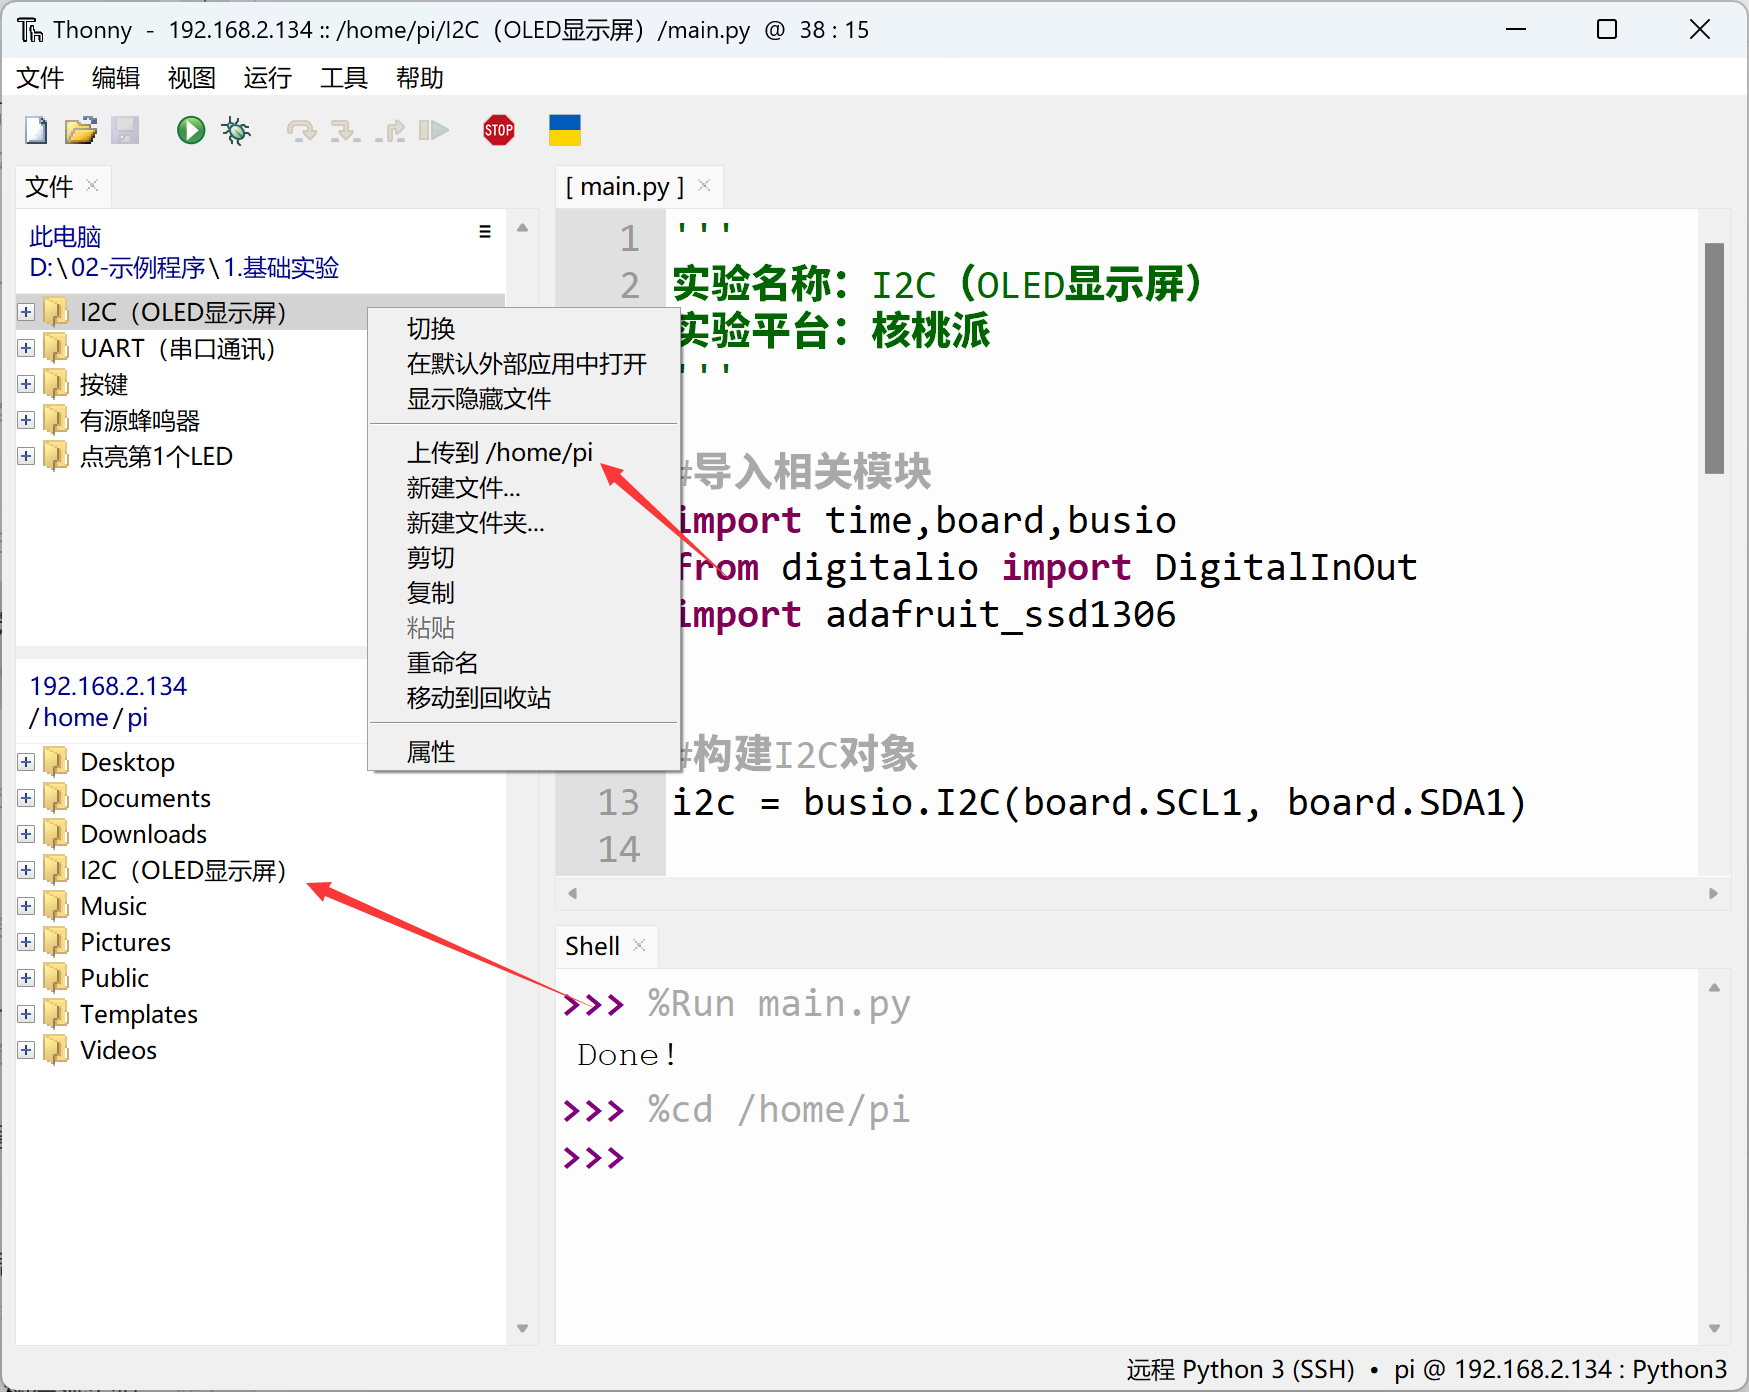 Thonny - 192.168.2.134 :: /home/pi/I2C（OLED显示屏）/main.py @ 38 : 15
文件 编辑 视图 运行 工具 帮助
STOP
文件
此电脑
D:\02-示例程序\1.基础实验
I2C（OLED显示屏）
UART（串口通讯）
按键
有源蜂鸣器
点亮第1个LED
192.168.2.134
/home/pi
Desktop
Documents
Downloads
I2C（OLED显示屏）
Music
Pictures
Public
Templates
Videos
切换
在默认外部应用中打开
显示隐藏文件
上传到 /home/pi
新建文件...
新建文件夹...
剪切
复制
粘贴
重命名
移动到回收站
属性
[ main.py ]
1 '''
2 实验名称：I2C（OLED显示屏）
实验平台：核桃派
'''
#导入相关模块
import time,board,busio
from digitalio import DigitalInOut
import adafruit_ssd1306
#构建I2C对象
13 i2c = busio.I2C(board.SCL1, board.SDA1)
14
Shell
>>> %Run main.py
Done!
>>> %cd /home/pi
>>>
远程 Python 3 (SSH) • pi @ 192.168.2.134 : Python3